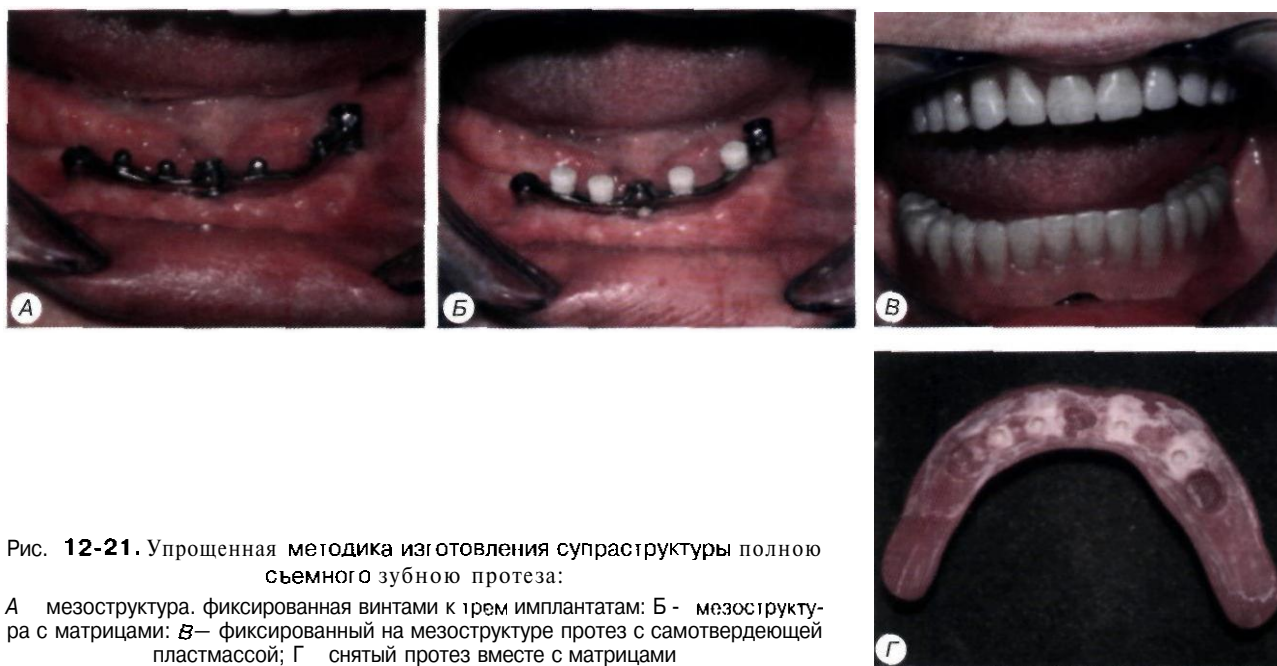 А
Б
В
Г
Рис. 12-21. Упрощенная методика изготовления супраструктуры полною
съемного зубною протеза:
А мезоструктура. фиксированная винтами к трем имплантатам: Б - мезострукту-
ра с матрицами: В— фиксированный на мезоструктуре протез с самотвердеющей
пластмассой; Г снятый протез вместе с матрицами